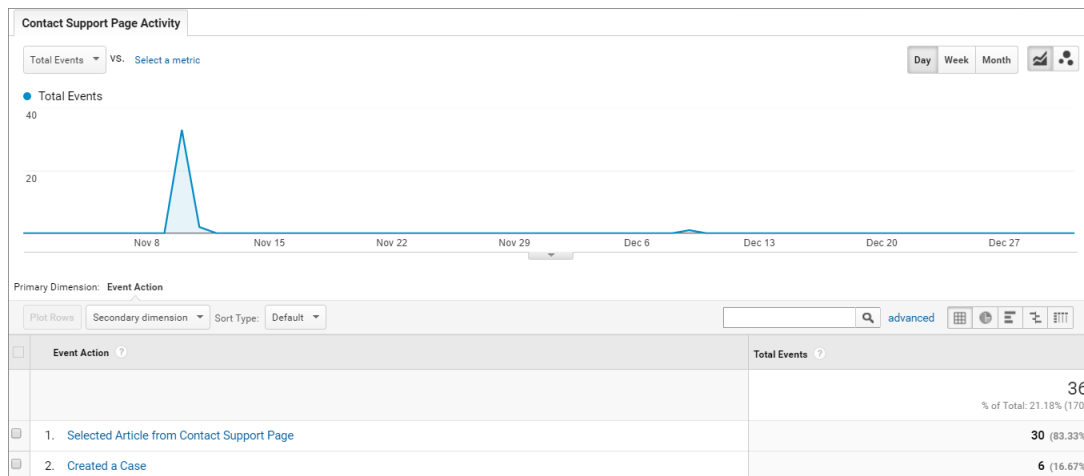 Contact Support Page Activity
Total Events VS. Select a metric
Day Week Month
Total Events
40
20
Nov 8 Nov 15 Nov 22 Nov 29 Dec 6 Dec 13 Dec 20 Dec 27
Primary Dimension: Event Action
Plot Rows Secondary dimension Sort Type: Default advanced
Event Action ? Total Events ?
36
% of Total: 21.18% (170
1. Selected Article from Contact Support Page 30 (83.33%
2. Created a Case 6 (16.67%